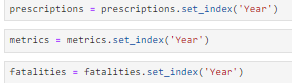 prescriptions = prescriptions.set_index('Year')
metrics = metrics.set_index('Year')
fatalities = fatalities.set_index('Year')